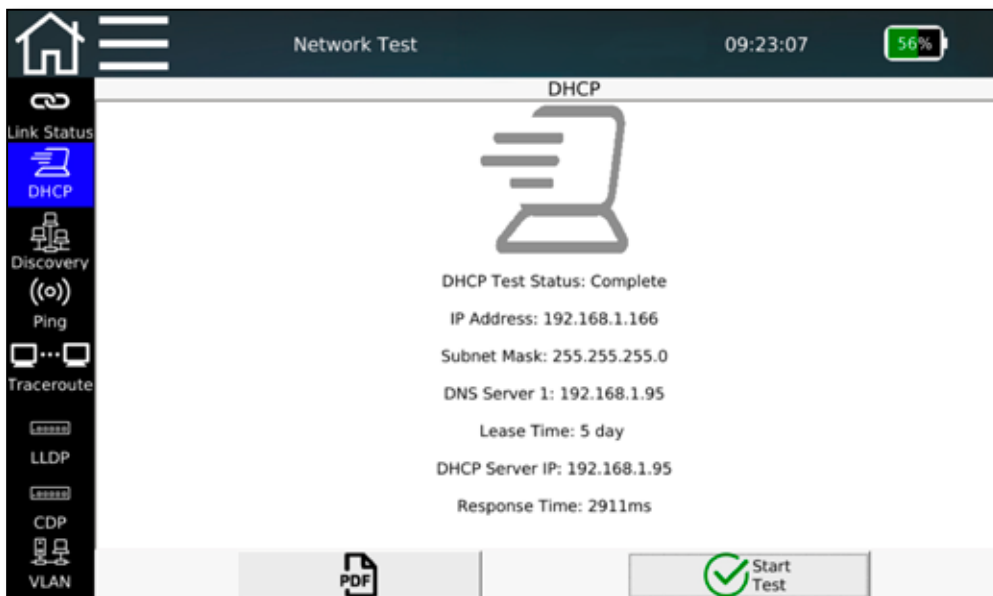 Network Test
09:23:07
56%
DHCP
Link Status
DHCP
Discovery
Ping
Traceroute
LLDP
CDP
VLAN
DHCP Test Status: Complete
IP Address: 192.168.1.166
Subnet Mask: 255.255.255.0
DNS Server 1: 192.168.1.95
Lease Time: 5 day
DHCP Server IP: 192.168.1.95
Response Time: 2911ms
PDF
Start
Test